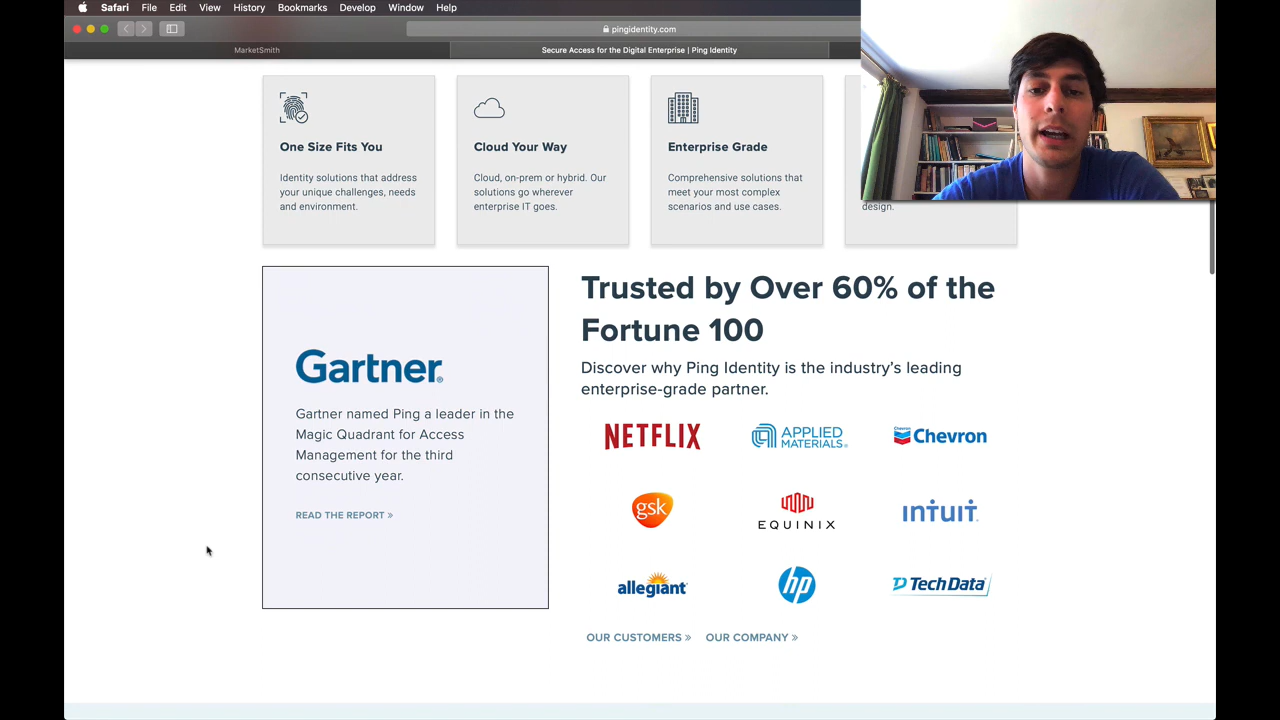 Safari File Edit View History Bookmarks Develop Window Help
pingidentity.com
MarketSmith
Secure Access for the Digital Enterprise | Ping Identity
One Size Fits You
Identity solutions that address
your unique challenges, needs
and environment.
Cloud Your Way
Cloud, on-prem or hybrid. Our
solutions go wherever
enterprise IT goes.
Enterprise Grade
Comprehensive solutions that
meet your most complex
scenarios and use cases.
design.
Gartner®
Gartner named Ping a leader in the
Magic Quadrant for Access
Management for the third
consecutive year.
READ THE REPORT »
Trusted by Over 60% of the
Fortune 100
Discover why Ping Identity is the industry’s leading
enterprise-grade partner.
NETFLIX
APPLIED
MATERIALS®
Chevron
Chevron
gsk
EQUINIX
intuit
allegiant
hp
Tech Data
OUR CUSTOMERS » OUR COMPANY »